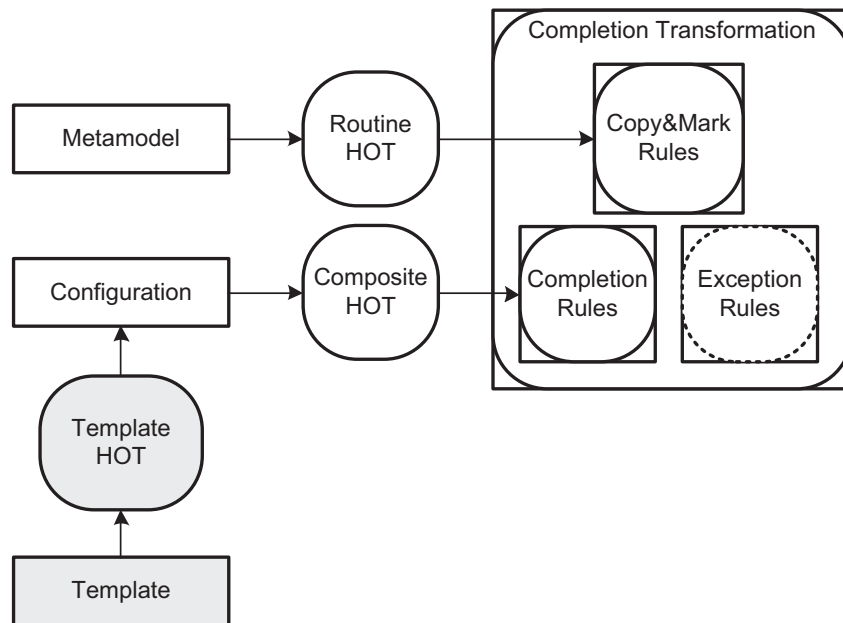 Completion Transformation
Metamodel
Routine
HOT
Copy&Mark
Rules
Configuration
Composite
HOT
Completion
Rules
Exception
Rules
Template
HOT
Template